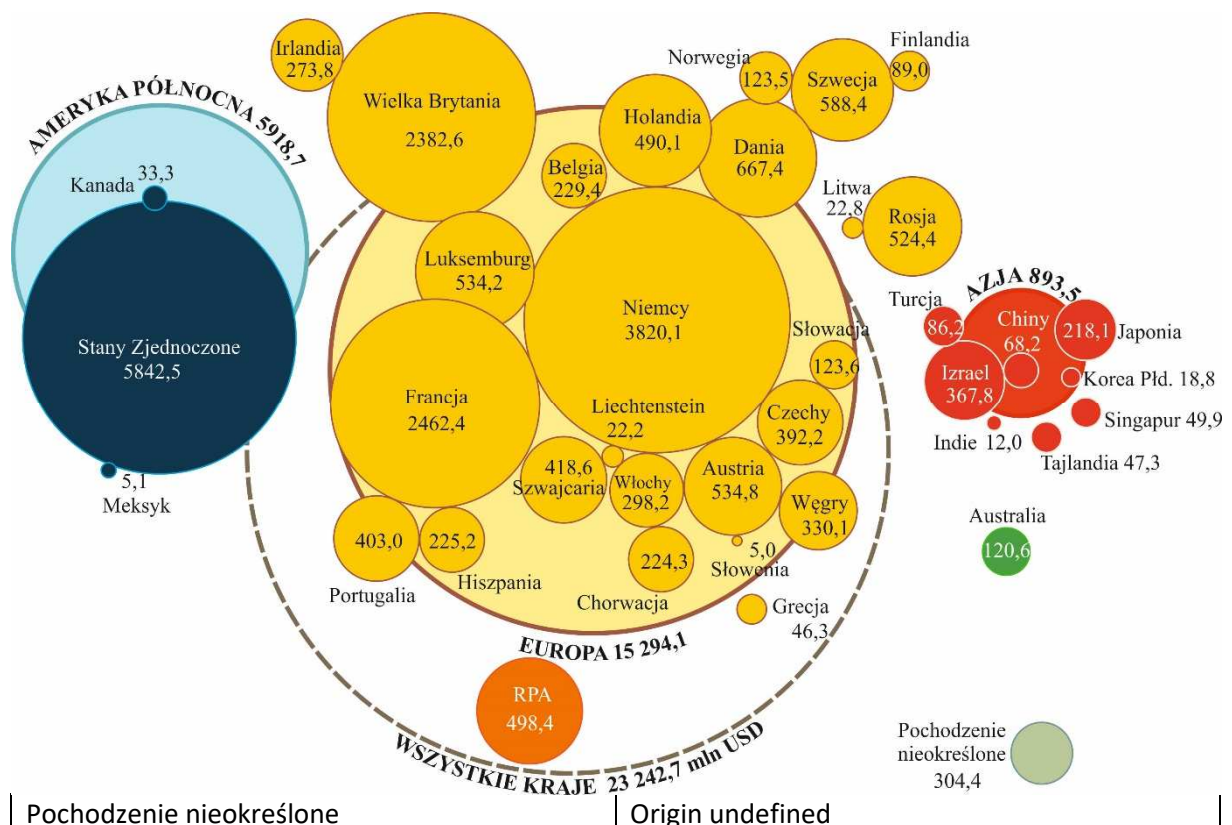 Irlandia
273,8
Wielka Brytania
2382,6
Norwegia
123,5
Szwecja
588,4
Finlandia
89,0
AMERYKA PÓŁNOCNA 5918,7
Holandia
490,1
Dania
667,4
Belgia
229,4
33,3
Kanada
Litwa
22,8
Rosja
524,4
Luksemburg
534,2
Niemcy
3820,1
AZJA 893,5
Turcja
86,2
Chiny
68,2
218,1 Japonia
Stany Zjednoczone
5842,5
Słowacja
123,6
Izrael
367,8
Korea Płd. 18,8
Francja
2462,4
Liechtenstein
22,2
Czechy
392,2
Singapur 49,9
Indie 12,0
Tajlandia 47,3
5,1
Meksyk
418,6
Szwajcaria
Włochy
298,2
Austria
534,8
Węgry
330,1
Australia
120,6
403,0
Portugalia
225,2
Hiszpania
224,3
Chorwacja
5,0
Słowenia
Grecja
46,3
EUROPA 15 294,1
RPA
498,4
WSZYSTKIE KRAJE 23 242,7 mln USD
Pochodzenie
nieokreślone
304,4
Pochodzenie nieokreślone
Origin undefined